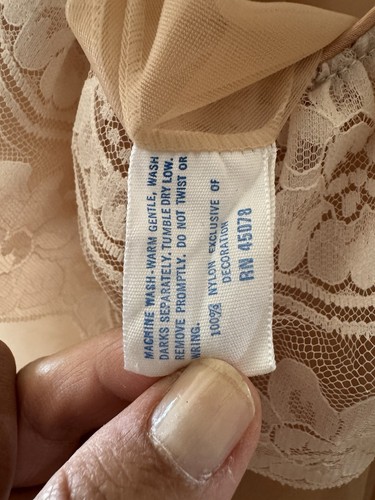 MACHINE WASH-WARM GENTLE, WASH
DARKS SEPARATELY. TUMBLE DRY LOW.
REMOVE PROMPTLY. DO NOT TWIST OR
WRING.
100% NYLON EXCLUSIVE OF
DECORATION
RN 45078